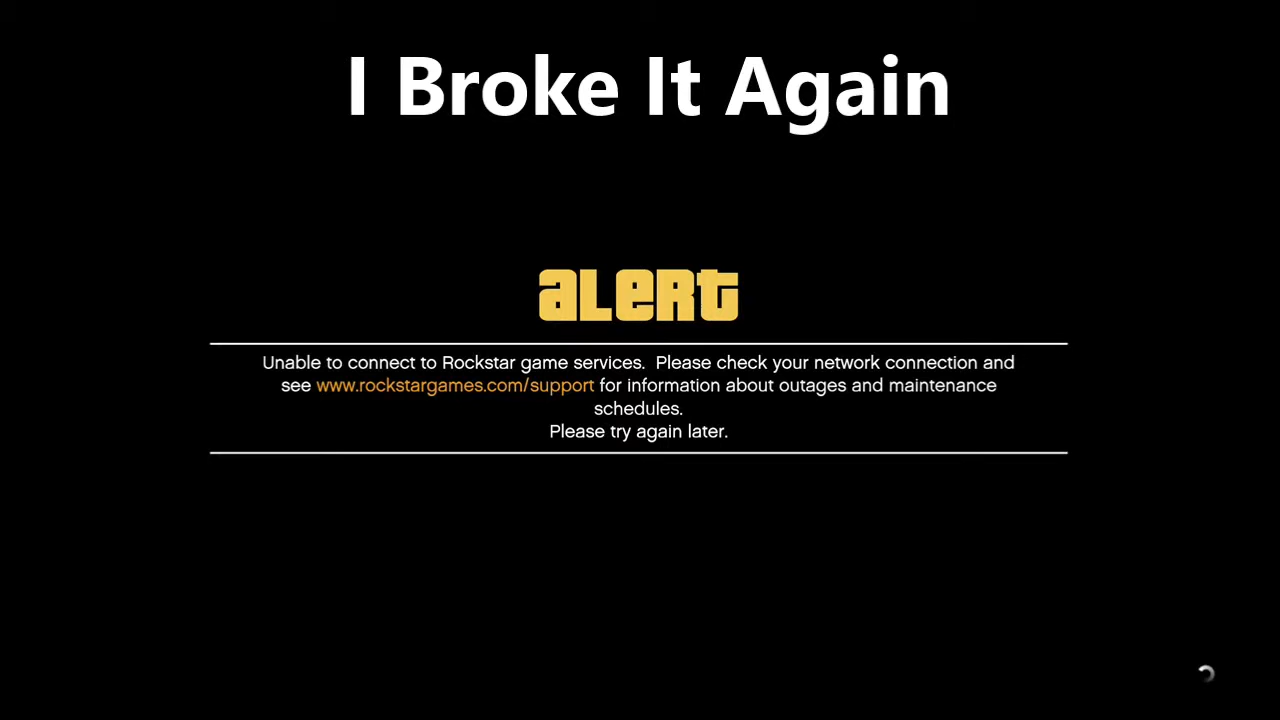 I Broke It Again
aLeRt
Unable to connect to Rockstar game services.  Please check your network connection and
see www.rockstargames.com/support for information about outages and maintenance
schedules.
Please try again later.